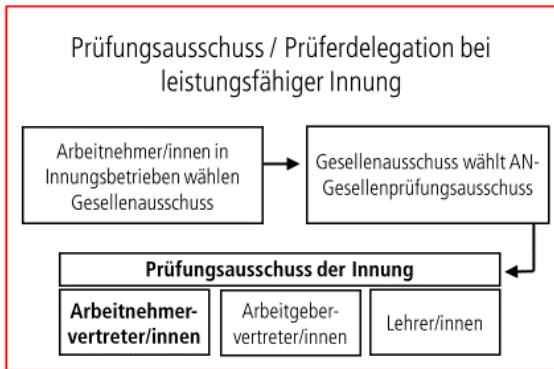 Prüfungsausschuss / Prüferdelegation bei
leistungsfähiger Innung
Arbeitnehmer/innen in
Innungsbetrieben wählen
Gesellenausschuss
Gesellenausschuss wählt AN-
Gesellenprüfungsausschuss
Prüfungsausschuss der Innung
Arbeitnehmer-
vertreter/innen
Arbeitgeber-
vertreter/innen
Lehrer/innen